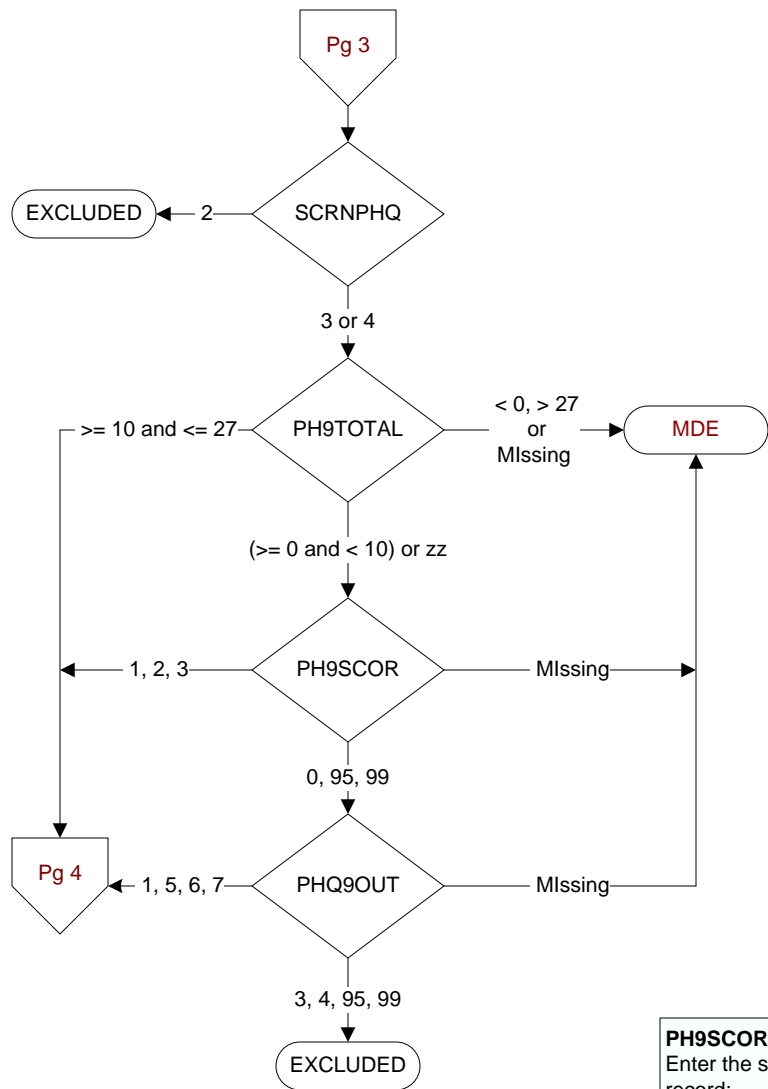 Pg 3
SCRNPHQ
EXCLUDED
2
3 or 4
PH9TOTAL
>= 10 and <= 27
< 0, > 27
or
MIssing
MDE
(>= 0 and < 10) or zz
PH9SCOR
1, 2, 3
MIssing
0, 95, 99
PHQ9OUT
Pg 4
1, 5, 6, 7
MIssing
3, 4, 95, 99
EXCLUDED
PH9SCOR
Enter the s
record: